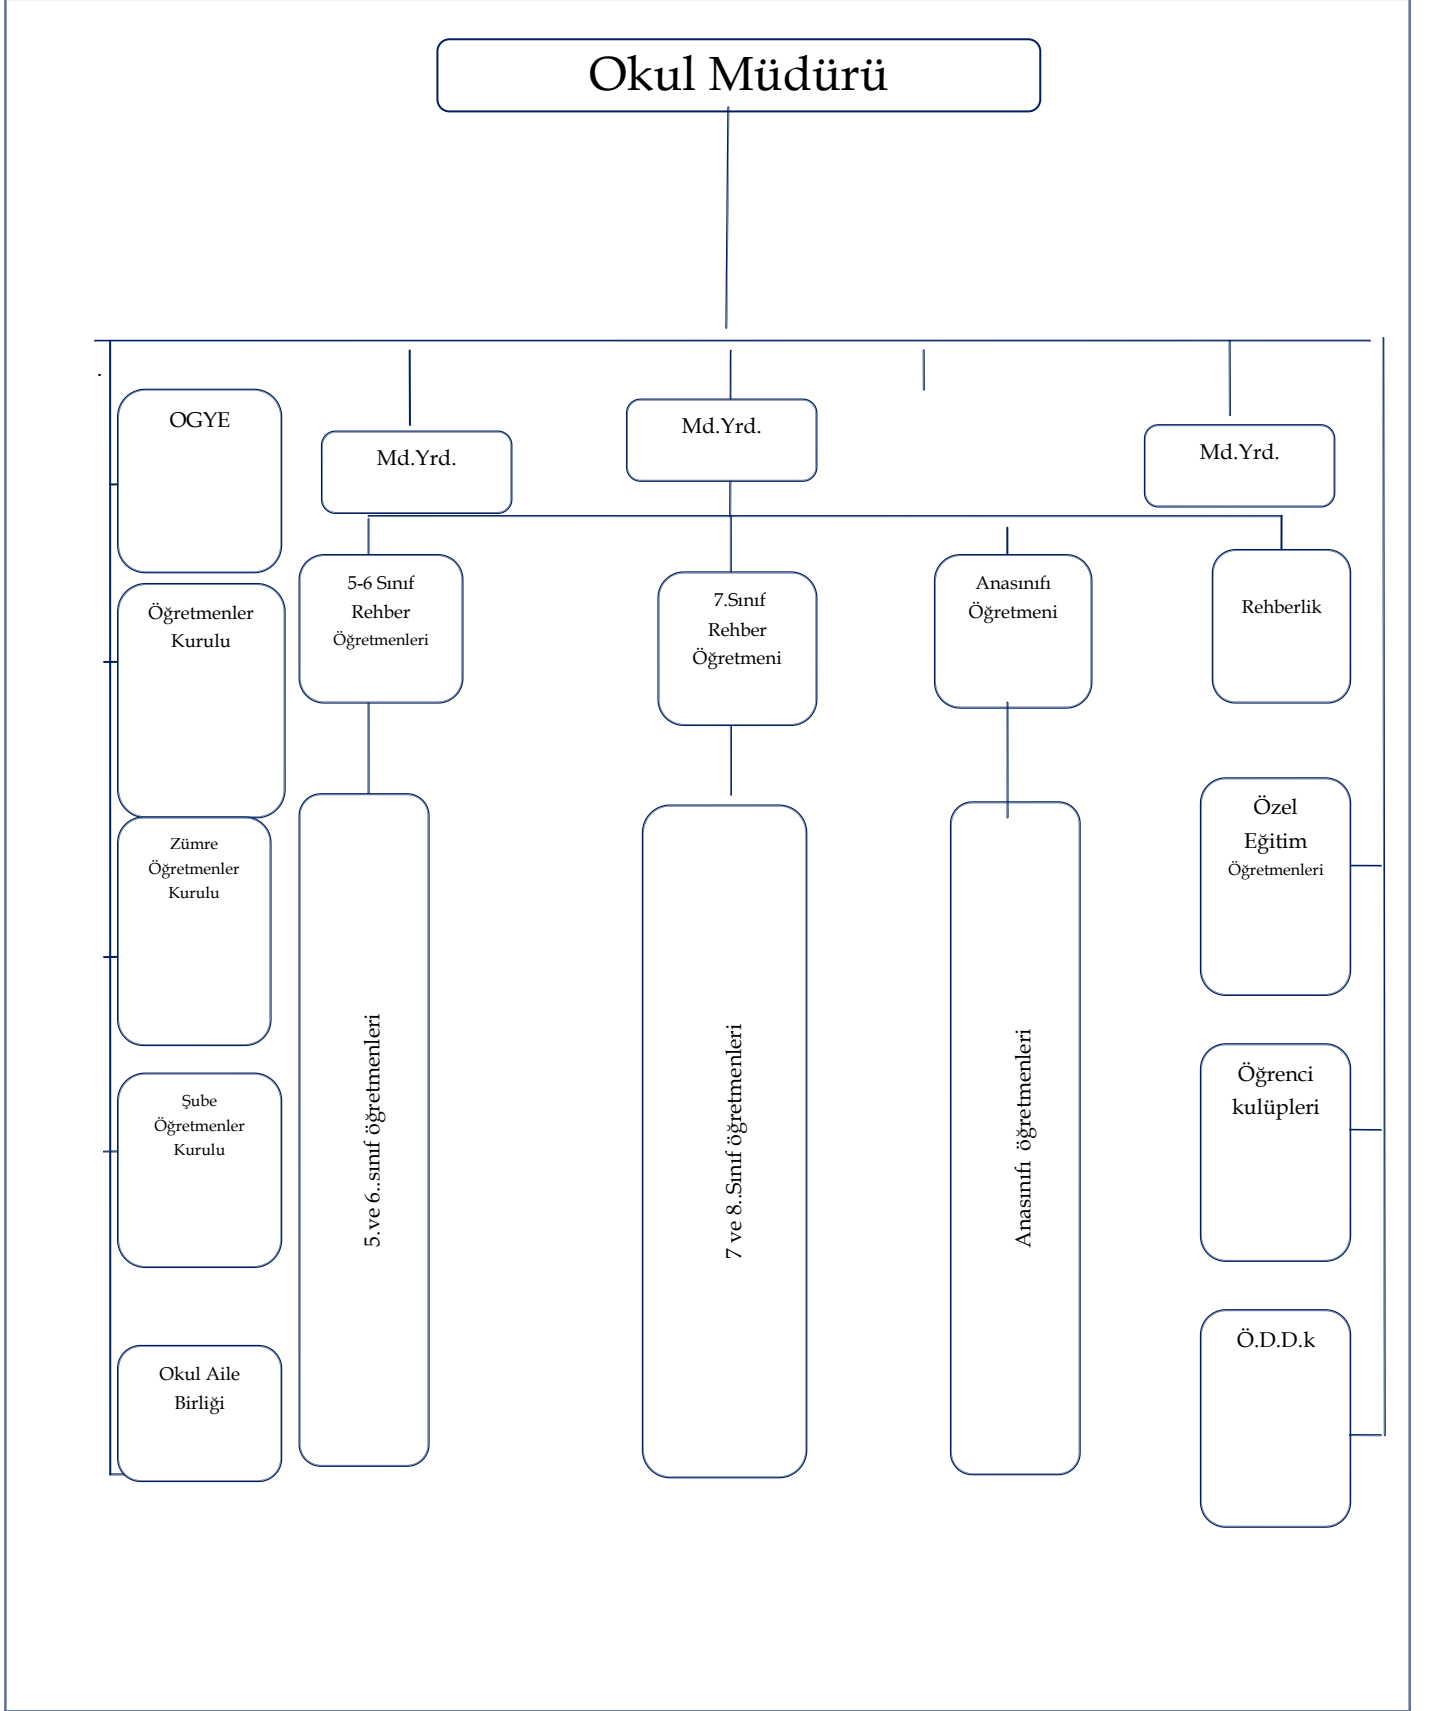 Okul Müdürü
OGYE
Md.Yrd.
Md.Yrd.
Md.Yrd.
Öğretmenler
Kurulu
5-6 Sınıf
Rehber
Öğretmenleri
7.Sınıf
Rehber
Öğretmeni
Anasınıfı
Öğretmeni
Rehberlik
Zümre
Öğretmenler
Kurulu
Şube
Öğretmenler
Kurulu
Okul Aile
Birliği
5.ve 6..sınıf öğretmenleri
7 ve 8..Sınıf öğretmenleri
Anasınıfı öğretmenleri
Özel
Eğitim
Öğretmenleri
Öğrenci
kulüpleri
Ö.D.D.k